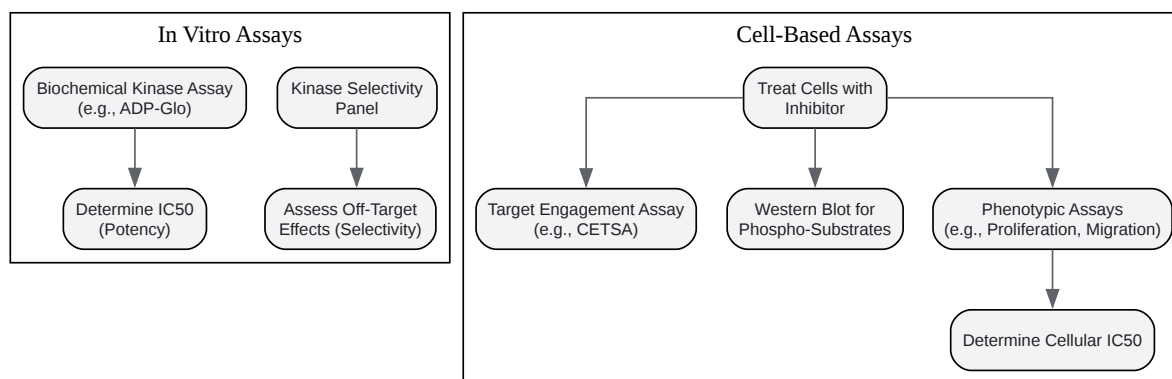 In Vitro Assays
Biochemical Kinase Assay
(e.g., ADP-Glo)
Kinase Selectivity
Panel
Determine IC50
(Potency)
Assess Off-Target
Effects (Selectivity)
Cell-Based Assays
Treat Cells with
Inhibitor
Target Engagement Assay
(e.g., CETSA)
Western Blot for
Phospho-Substrates
Phenotypic Assays
(e.g., Proliferation, Migration)
Determine Cellular IC50